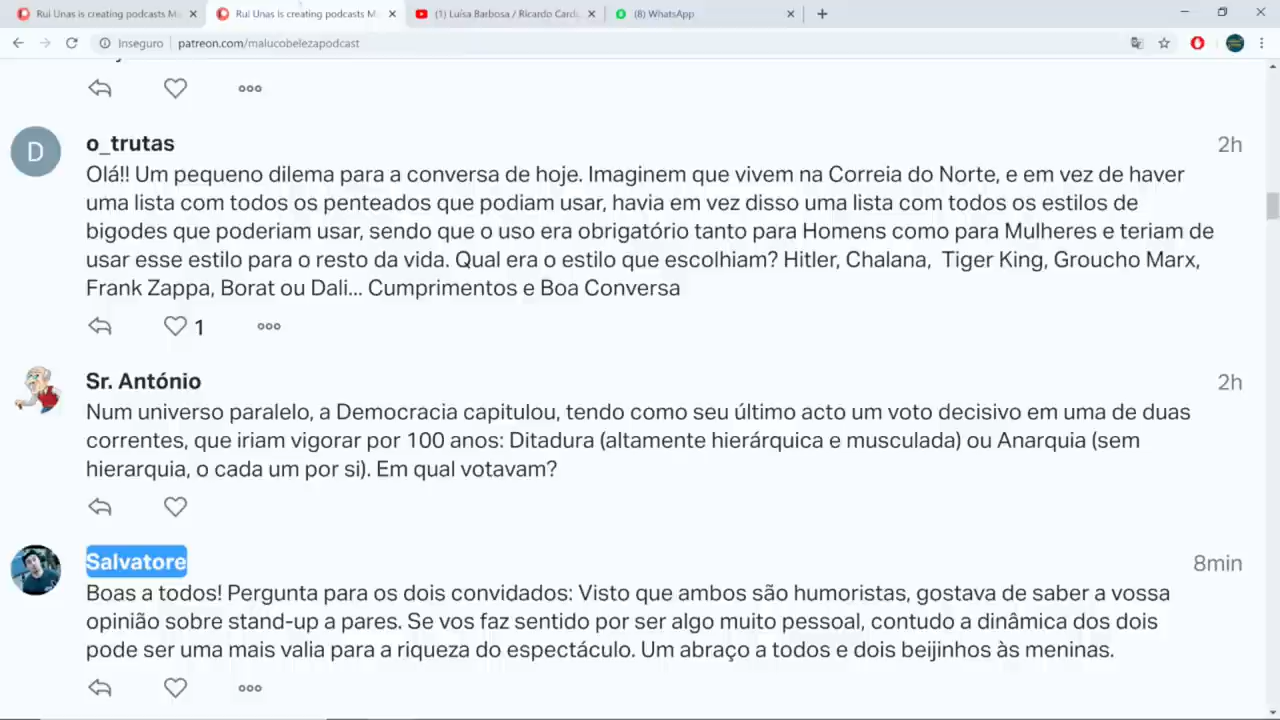 Rui Unas is creating podcasts M
Rui Unas is creating podcasts M
(1) Luísa Barbosa / Ricardo Card
(8) WhatsApp
Inseguro
patreon.com/malucobelezapodcast
D
o_trutas
2h
Olá!! Um pequeno dilema para a conversa de hoje. Imaginem que vivem na Correia do Norte, e em vez de haver
uma lista com todos os penteados que podiam usar, havia em vez disso uma lista com todos os estilos de
bigodes que poderiam usar, sendo que o uso era obrigatório tanto para Homens como para Mulheres e teriam de
usar esse estilo para o resto da vida. Qual era o estilo que escolhiam? Hitler, Chalana, Tiger King, Groucho Marx,
Frank Zappa, Borat ou Dali... Cumprimentos e Boa Conversa
1
Sr. António
2h
Num universo paralelo, a Democracia capitulou, tendo como seu último acto um voto decisivo em uma de duas
correntes, que iriam vigorar por 100 anos: Ditadura (altamente hierárquica e musculada) ou Anarquia (sem
hierarquia, o cada um por si). Em qual votavam?
Salvatore
8min
Boas a todos! Pergunta para os dois convidados: Visto que ambos são humoristas, gostava de saber a vossa
opinião sobre stand-up a pares. Se vos faz sentido por ser algo muito pessoal, contudo a dinâmica dos dois
pode ser uma mais valia para a riqueza do espectáculo. Um abraço a todos e dois beijinhos às meninas.